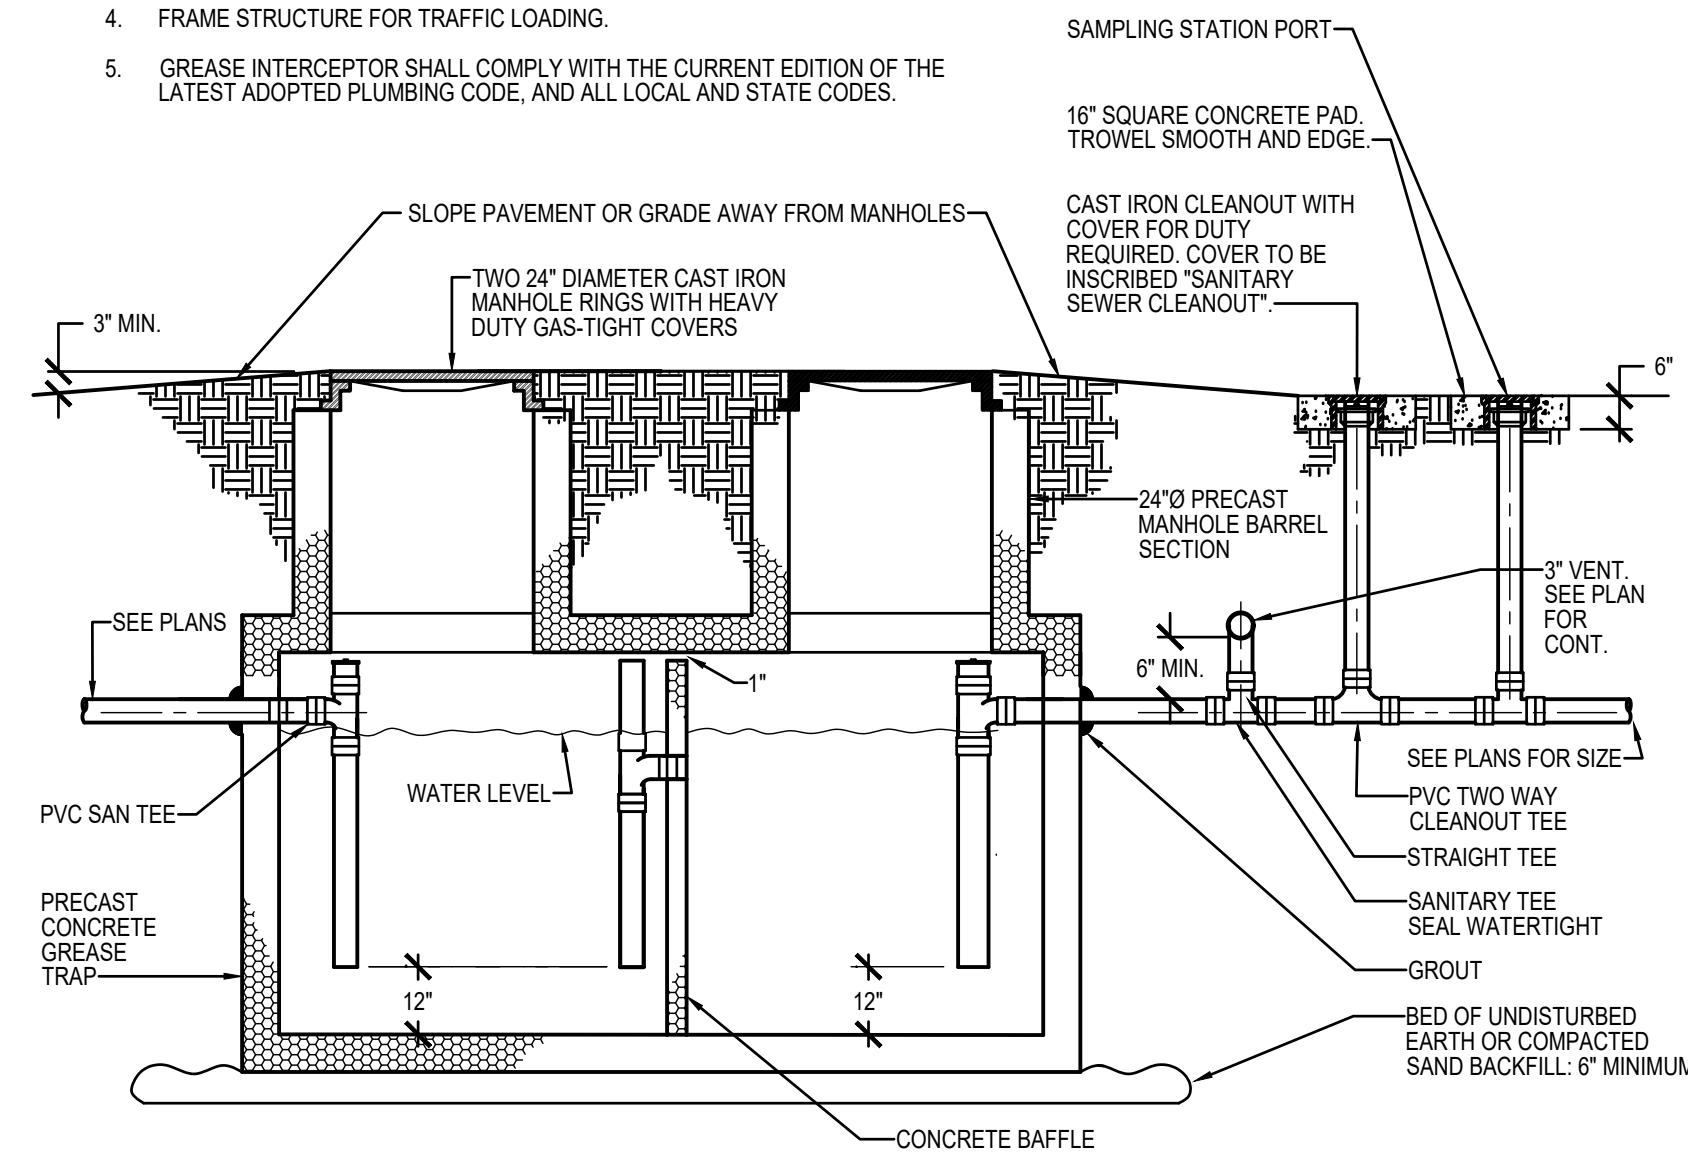 4. FRAME STRUCTURE FOR TRAFFIC LOADING.
5. GREASE INTERCEPTOR SHALL COMPLY WITH THE CURRENT EDITION OF THE
LATEST ADOPTED PLUMBING CODE, AND ALL LOCAL AND STATE CODES.
SAMPLING STATION PORT
16" SQUARE CONCRETE PAD.
TROWEL SMOOTH AND EDGE.
CAST IRON CLEANOUT WITH
COVER FOR DUTY
REQUIRED. COVER TO BE
INSCRIBED "SANITARY
SEWER CLEANOUT".
SLOPE PAVEMENT OR GRADE AWAY FROM MANHOLES
TWO 24" DIAMETER CAST IRON
MANHOLE RINGS WITH HEAVY
DUTY GAS-TIGHT COVERS
3" MIN.
6"
24"Ø PRECAST
MANHOLE BARREL
SECTION
3" VENT.
SEE PLAN
FOR
CONT.
SEE PLANS
6" MIN.
1"
WATER LEVEL
PVC SAN TEE
SEE PLANS FOR SIZE
PVC TWO WAY
CLEANOUT TEE
STRAIGHT TEE
SANITARY TEE
SEAL WATERTIGHT
GROUT
PRECAST
CONCRETE
GREASE
TRAP
12"
12"
BED OF UNDISTURBED
EARTH OR COMPACTED
SAND BACKFILL: 6" MINIMUM
CONCRETE BAFFLE